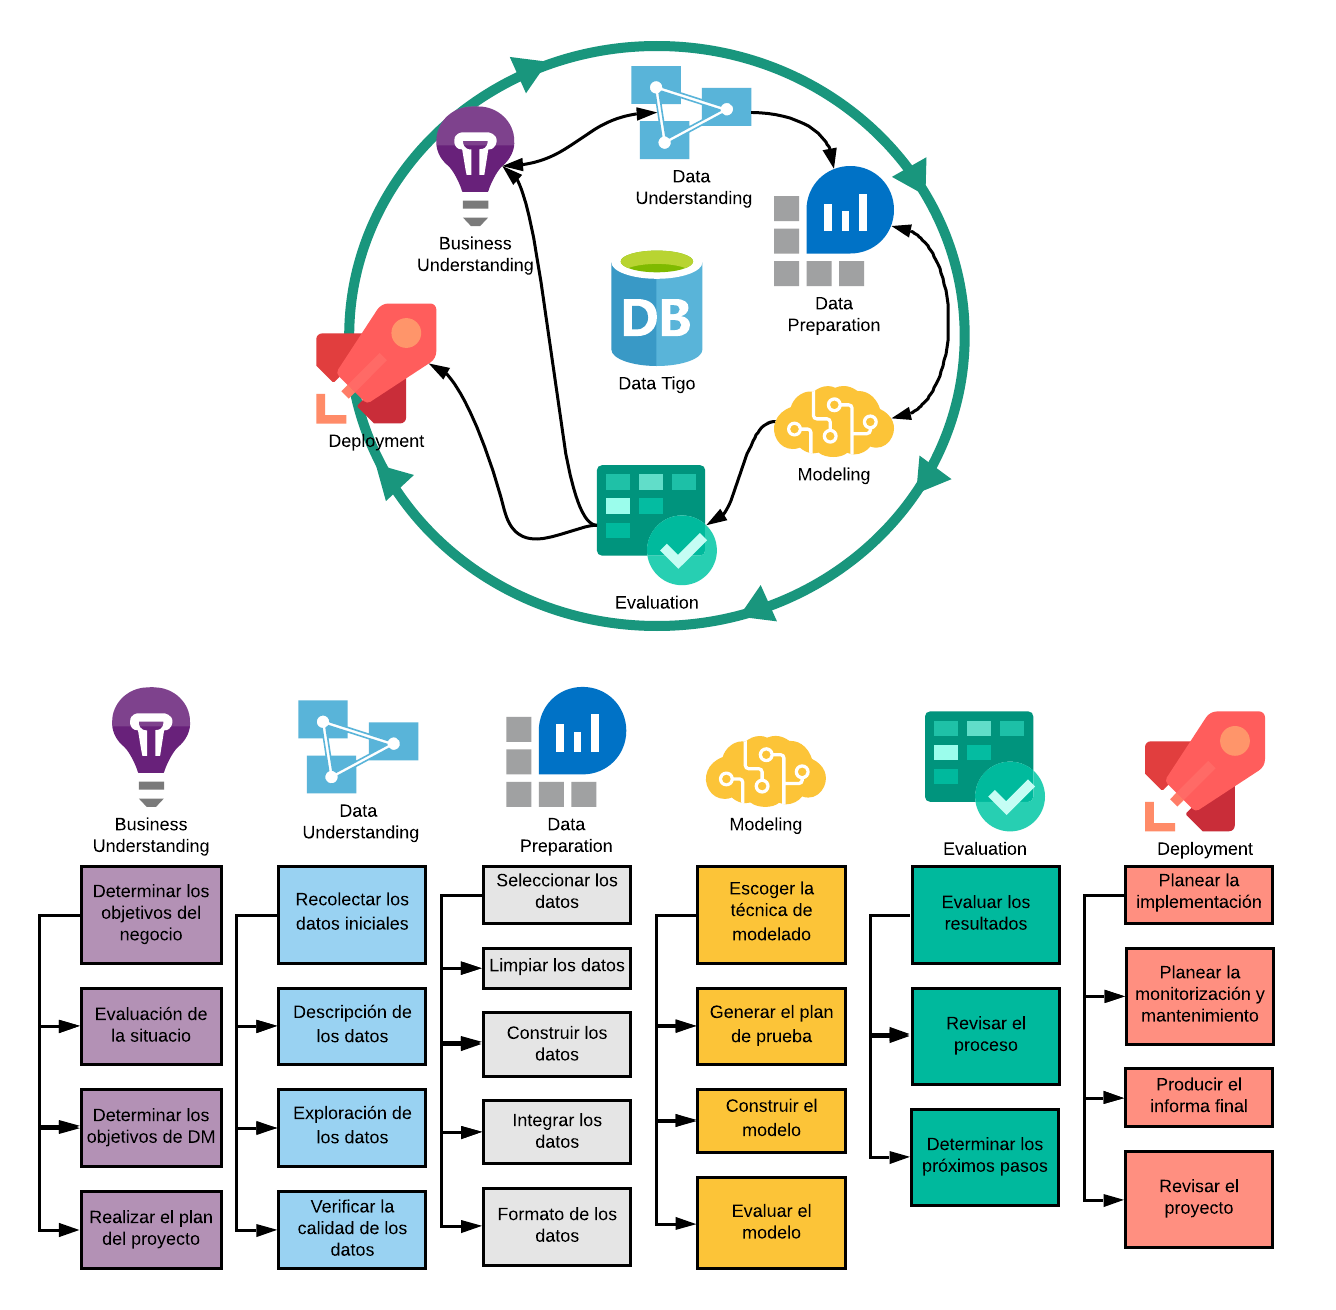 Data
Understanding
Business
Understanding
DB
Data Tigo
Data
Preparation
Deployment
Modeling
Evaluation
Business
Understanding
Data
Understanding
Data
Preparation
Modeling
Evaluation
Deployment
Determinar los
objetivos del
negocio
Evaluación de
la situacio
Determinar los
objetivos de DM
Realizar el plan
del proyecto
Recolectar los
datos iniciales
Descripción de
los datos
Exploración de
los datos
Verificar la
calidad de los
datos
Seleccionar los
datos
Limpiar los datos
Construir los
datos
Integrar los
datos
Formato de los
datos
Escoger la
técnica de
modelado
Generar el plan
de prueba
Construir el
modelo
Evaluar el
modelo
Evaluar los
resultados
Revisar el
proceso
Determinar los
próximos pasos
Planear la
implementación
Planear la
monitorización y
mantenimiento
Producir el
informa final
Revisar el
proyecto